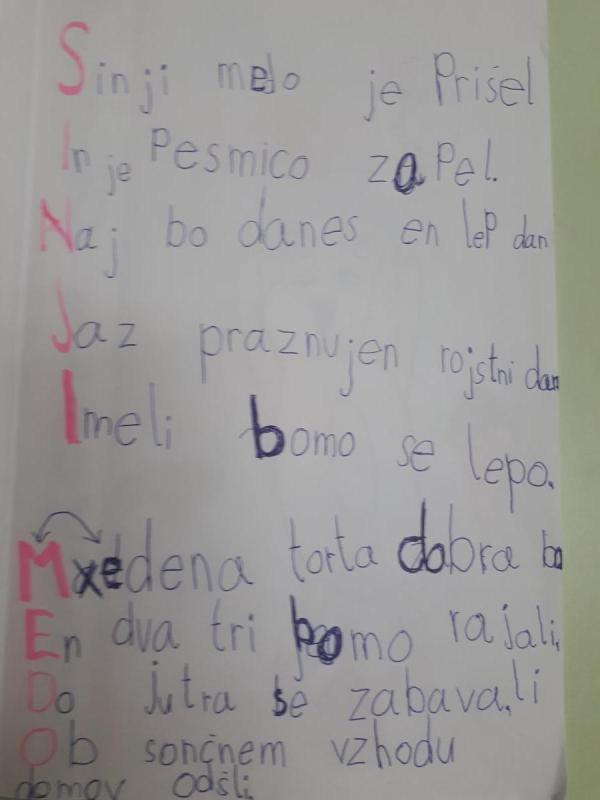 Sinji medo je Prišel
In je Pesmico zaPel.
Naj bo danes en leP dan
Jaz praznujen rojstni dan
Imeli bomo se lepo.
Medena torta dobra bo
En dva tri bomo rajali,
Do jutra se zabavali
Ob sončnem vzhodu
domov odšli.